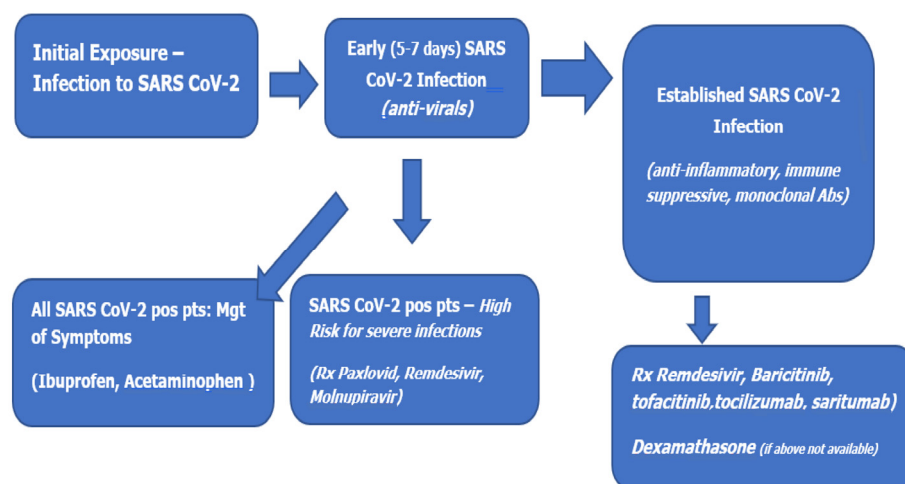 Initial Exposure –
Infection to SARS CoV-2
Early (5-7 days) SARS
CoV-2 Infection
(anti-virals)
Established SARS CoV-2
Infection
(anti-inflammatory, immune
suppressive, monoclonal Abs)
All SARS CoV-2 pos pts: Mgt
of Symptoms
(Ibuprofen, Acetaminophen )
SARS CoV-2 pos pts – High
Risk for severe infections
(Rx Paxlovid, Remdesivir,
Molnupiravir)
Rx Remdesivir, Baricitinib,
tofacitinib,tocilizumab, saritumab)
Dexamathasone (if above not available)